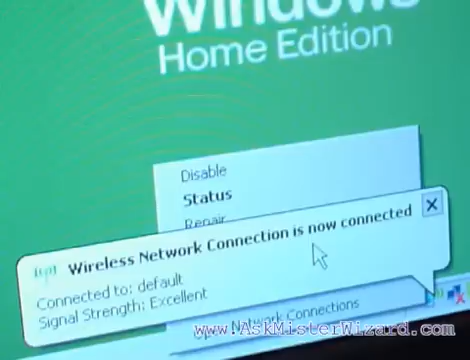 Windows
Home Edition
Disable
Status
Repair
Wireless Network Connection is now connected
Connected to: default
Signal Strength: Excellent
Network Connections
www.AskMisterWizard.com